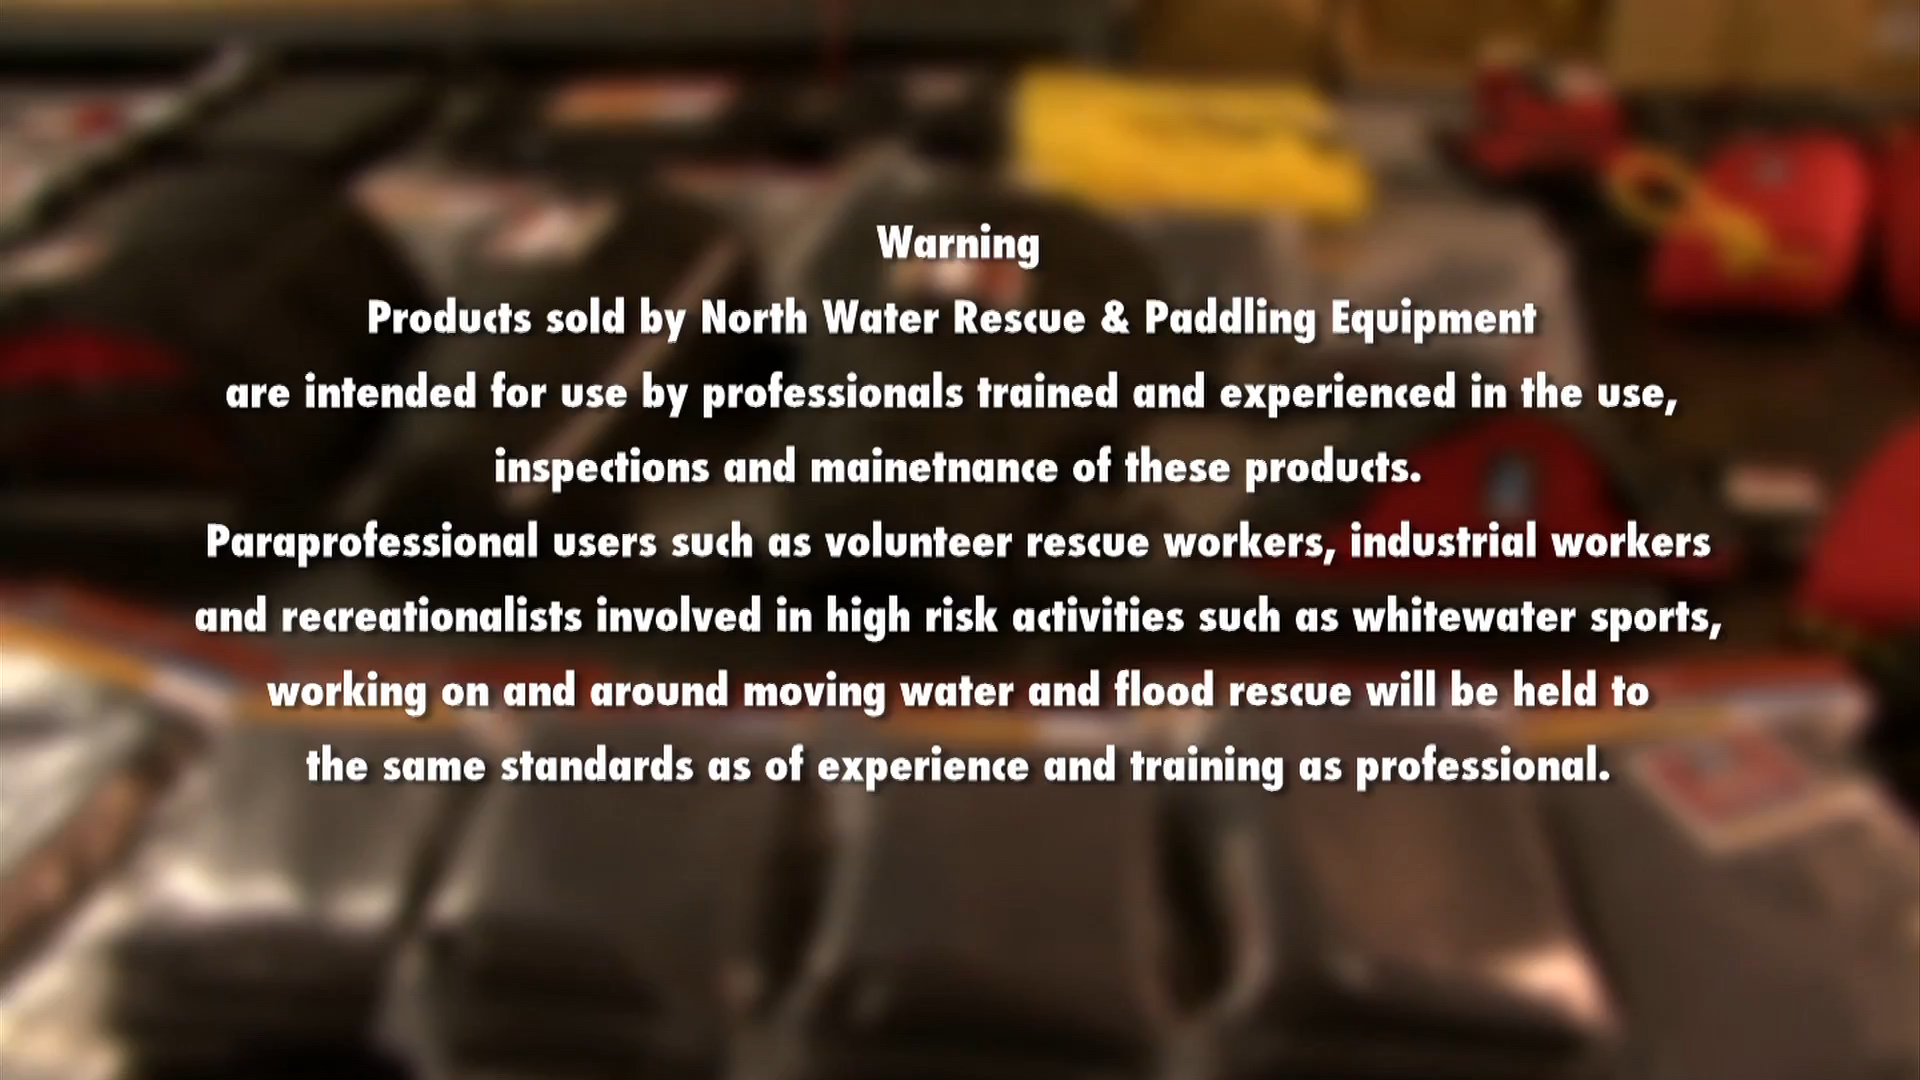 Warning
Products sold by North Water Rescue & Paddling Equipment
are intended for use by professionals trained and experienced in the use,
inspections and mainetnance of these products.
Paraprofessional users such as volunteer rescue workers, industrial workers
and recreationalists involved in high risk activities such as whitewater sports,
working on and around moving water and flood rescue will be held to
the same standards as of experience and training as professional.